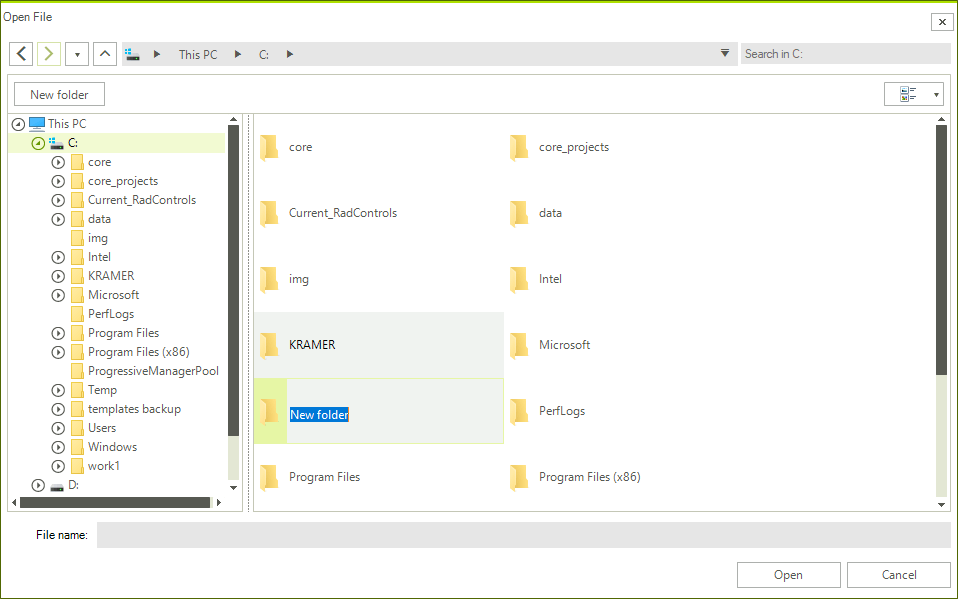 Open File
This PC
C:
Search in C:
New folder
This PC
C:
core
core_projects
Current_RadControls
data
img
Intel
KRAMER
Microsoft
PerfLogs
Program Files
Program Files (x86)
ProgressiveManagerPool
Temp
templates backup
Users
Windows
work1
D:
core
core_projects
Current_RadControls
data
img
Intel
KRAMER
Microsoft
New folder
PerfLogs
Program Files
Program Files (x86)
File name:
Open
Cancel